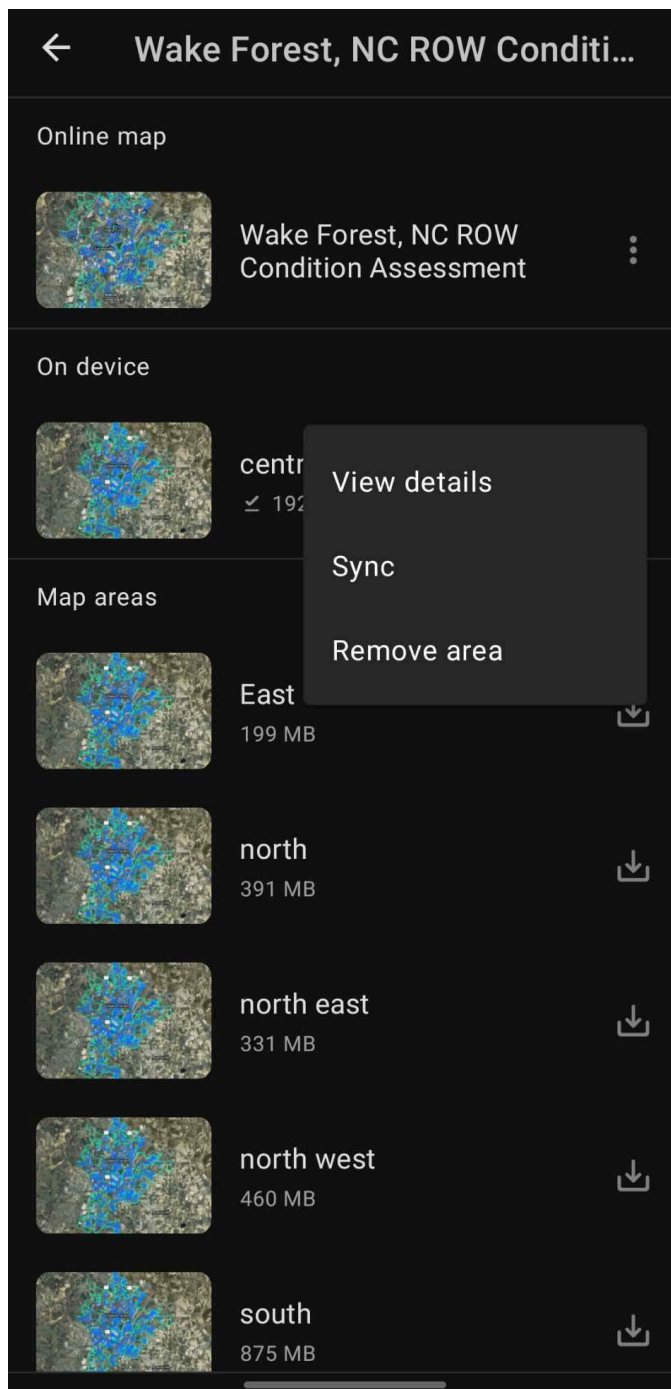 Wake Forest, NC ROW Conditi...
Online map
Wake Forest, NC ROW
Condition Assessment
On device
centr
192
View details
Sync
Remove area
Map areas
East
199 MB
north
391 MB
north east
331 MB
north west
460 MB
south
875 MB